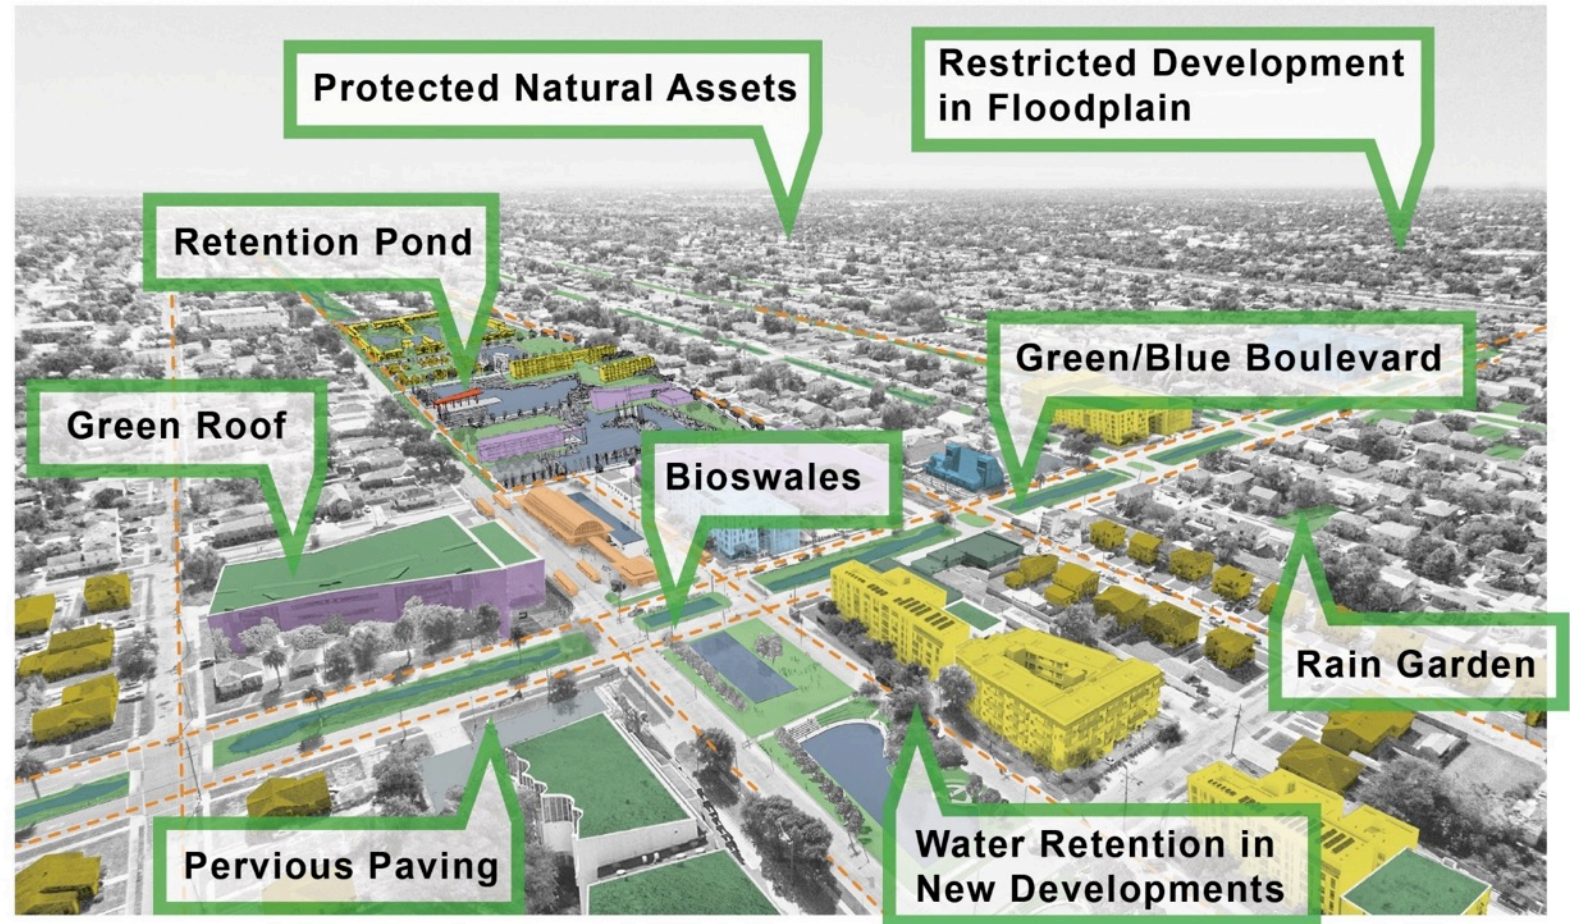 Protected Natural Assets
Restricted Development
in Floodplain
Retention Pond
Green/Blue Boulevard
Green Roof
Bioswales
Rain Garden
Pervious Paving
Water Retention in
New Developments